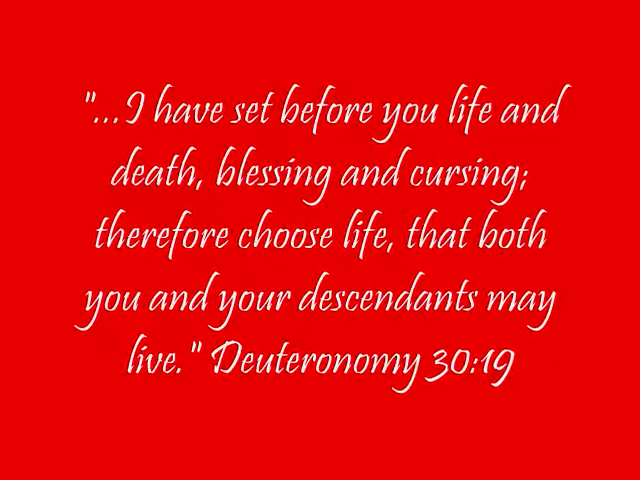 "...I have set before you life and
death, blessing and cursing;
therefore choose life, that both
you and your descendants may
live." Deuteronomy 30:19